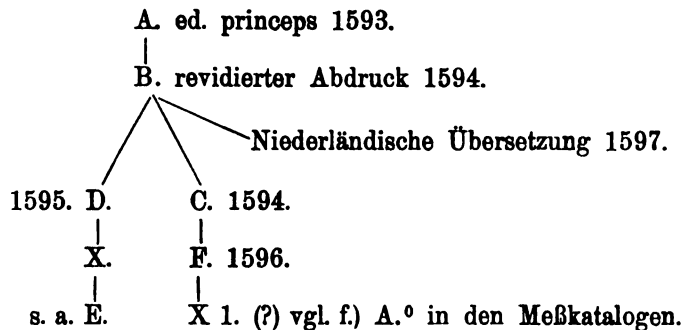 A. ed. princeps 1593.
B. revidierter Abdruck 1594.
Niederländische Übersetzung 1597.
1595. D. C. 1594.
X. F. 1596.
s. a. E. X 1. (?) vgl. f.) A.⁰ in den Meßkatalogen.